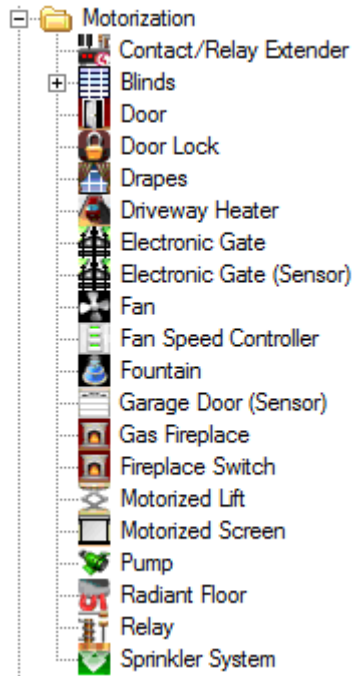 Motorization
Contact/Relay Extender
Blinds
Door
Door Lock
Drapes
Driveway Heater
Electronic Gate
Electronic Gate (Sensor)
Fan
Fan Speed Controller
Fountain
Garage Door (Sensor)
Gas Fireplace
Fireplace Switch
Motorized Lift
Motorized Screen
Pump
Radiant Floor
Relay
Sprinkler System